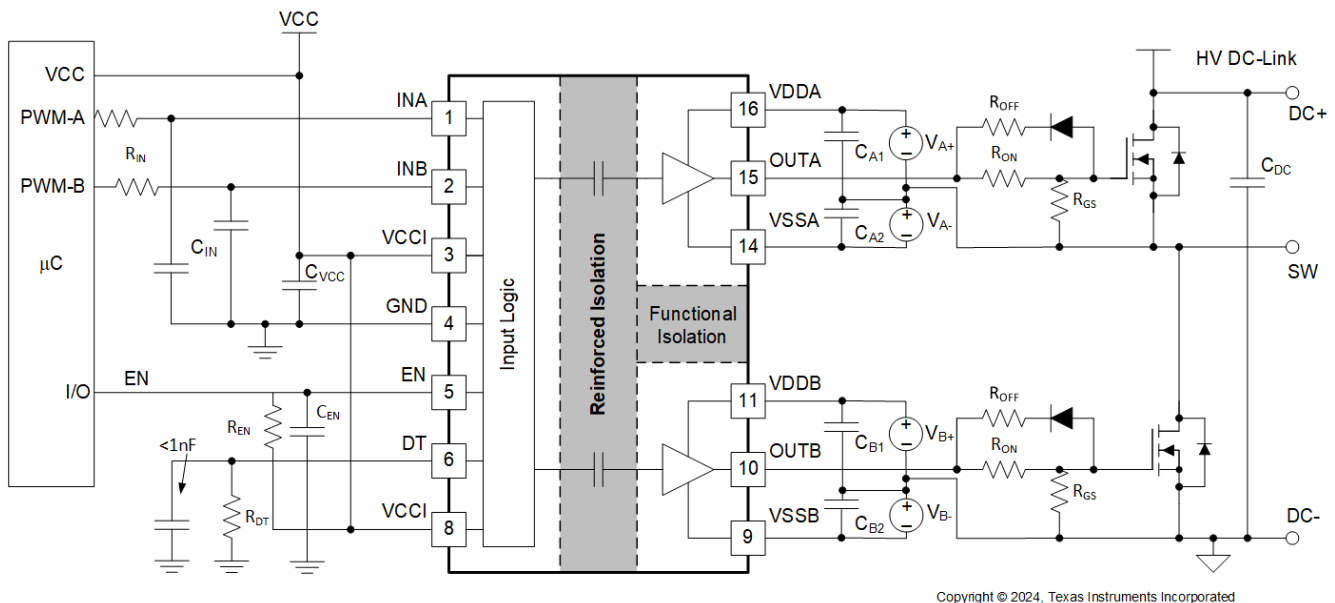 VCC
VCC
PWM-A
RIN
PWM-B
CIN
CVCC
μC
I/O
EN
REN
CEN
<1nF
RDT
INA
1
INB
2
VCCI
3
GND
4
EN
5
DT
6
VCCI
8
Input Logic
Reinforced Isolation
Functional
Isolation
16
VDDA
15
OUTA
14
VSSA
11
VDDB
10
OUTB
9
VSSB
CA1
VA+
CA2
VA-
ROFF
RON
RGS
CB1
VB+
CB2
VB-
ROFF
RON
RGS
HV DC-Link
DC+
CDC
SW
DC-
Copyright © 2024, Texas Instruments Incorporated